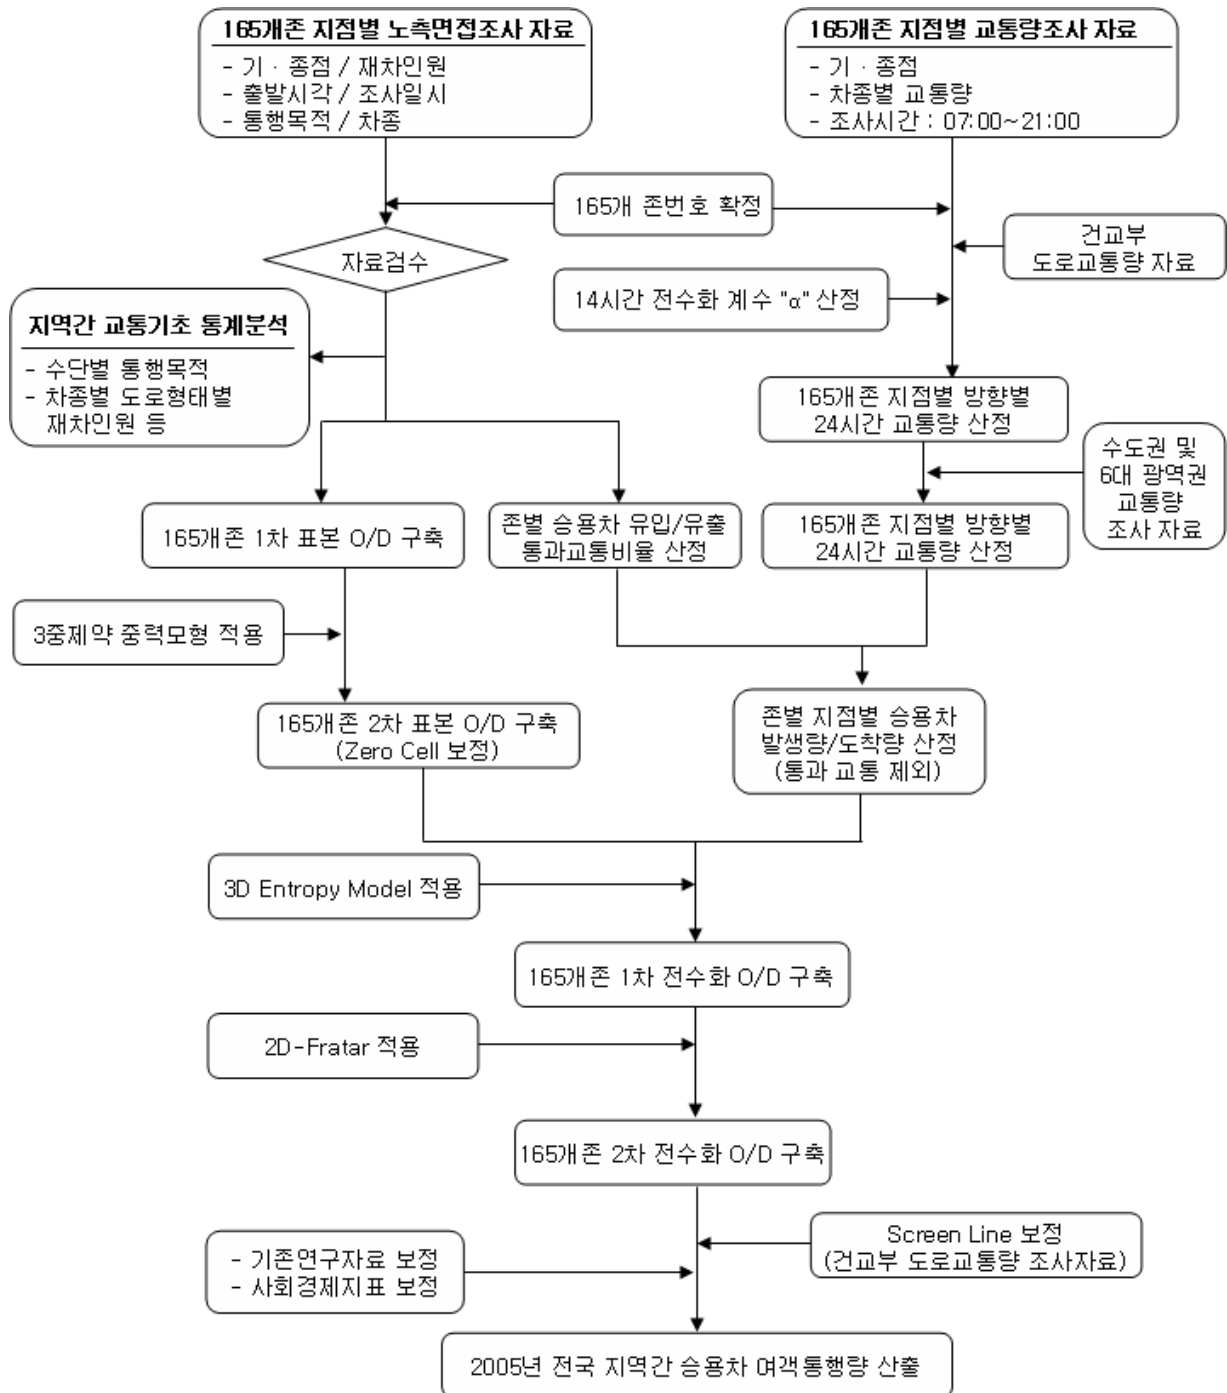 165개존 지점별 노측면접조사 자료
- 기 · 종점 / 재차인원
- 출발시각 / 조사일시
- 통행목적 / 차종
165개존 지점별 교통량조사 자료
- 기 · 종점
- 차종별 교통량
- 조사시간 : 07:00~21:00
165개 존번호 확정
건교부
도로교통량 자료
자료검수
14시간 전수화 계수 "α" 산정
지역간 교통기초 통계분석
- 수단별 통행목적
- 차종별 도로형태별
재차인원 등
165개존 지점별 방향별
24시간 교통량 산정
수도권 및
6대 광역권
교통량
조사 자료
165개존 1차 표본 O/D 구축
존별 승용차 유입/유출
통과교통비율 산정
165개존 지점별 방향별
24시간 교통량 산정
3중제약 중력모형 적용
165개존 2차 표본 O/D 구축
(Zero Cell 보정)
존별 지점별 승용차
발생량/도착량 산정
(통과 교통 제외)
3D Entropy Model 적용
165개존 1차 전수화 O/D 구축
2D-Fratar 적용
165개존 2차 전수화 O/D 구축
Screen Line 보정
(건교부 도로교통량 조사자료)
- 기존연구자료 보정
- 사회경제지표 보정
2005년 전국 지역간 승용차 여객통행량 산출